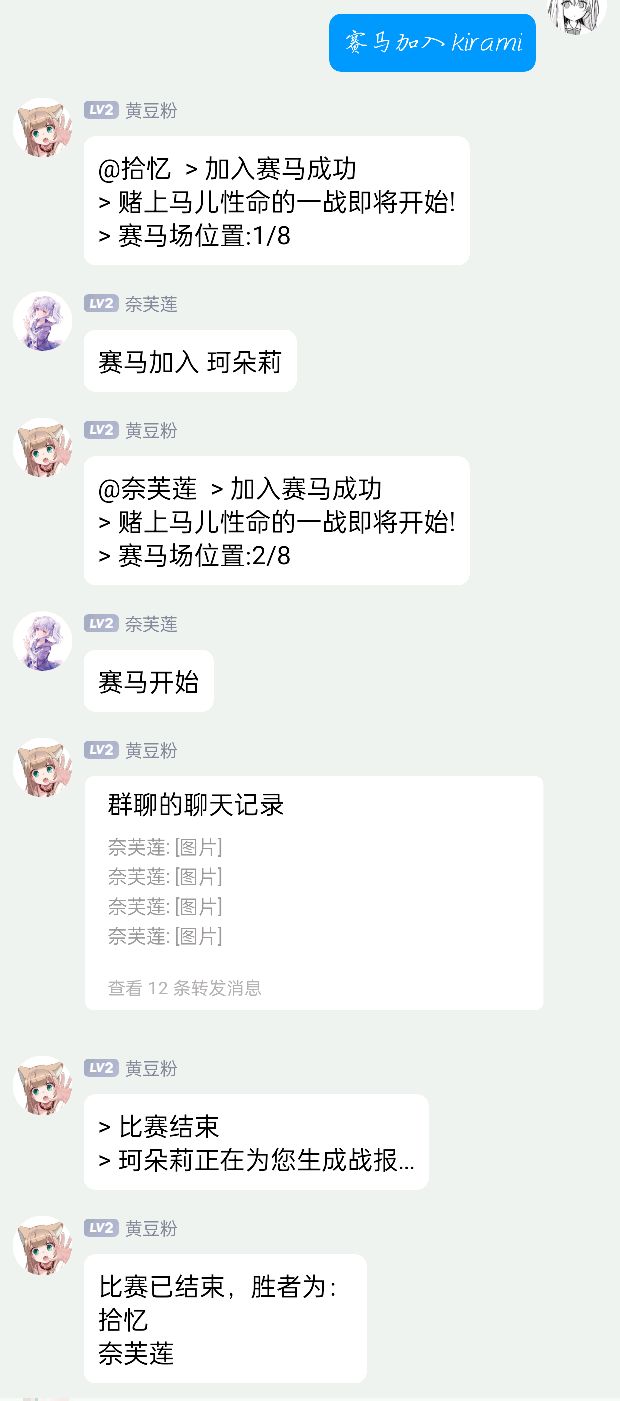 赛马加入 kirami
LV2 黄豆粉
@拾忆 > 加入赛马成功
> 赌上马儿性命的一战即将开始!
> 赛马场位置:1/8
LV2 奈芙莲
赛马加入 珂朵莉
LV2 黄豆粉
@奈芙莲 > 加入赛马成功
> 赌上马儿性命的一战即将开始!
> 赛马场位置:2/8
LV2 奈芙莲
赛马开始
LV2 黄豆粉
群聊的聊天记录
奈芙莲: [图片]
奈芙莲: [图片]
奈芙莲: [图片]
奈芙莲: [图片]
查看 12 条转发消息
LV2 黄豆粉
> 比赛结束
> 珂朵莉正在为您生成战报...
LV2 黄豆粉
比赛已结束，胜者为：
拾忆
奈芙莲